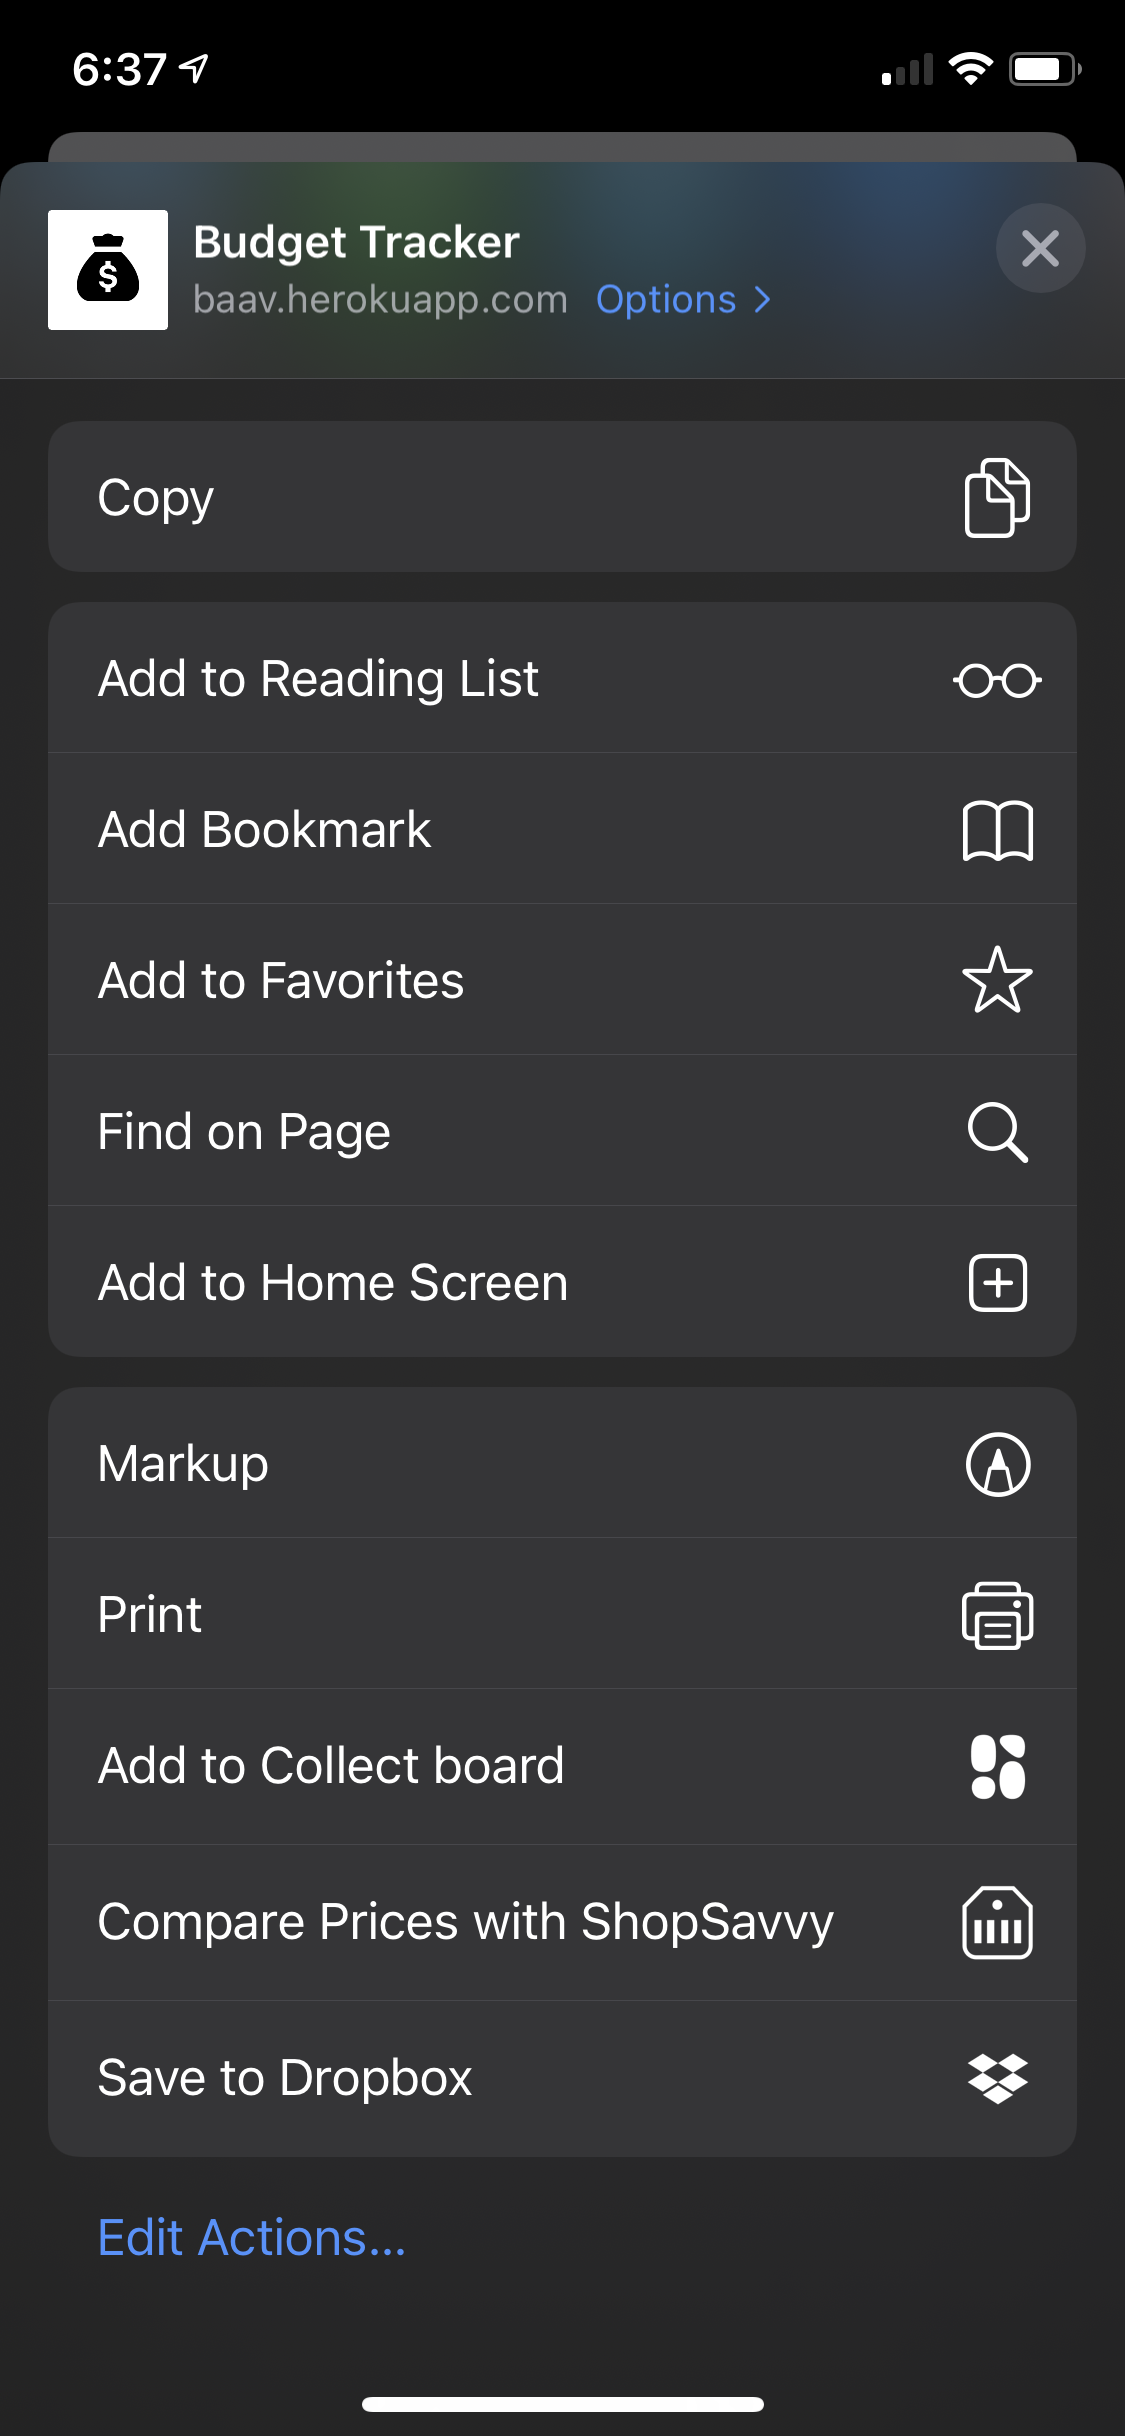 6:37
Budget Tracker
baav.herokuapp.com Options
$
Copy
Add to Reading List
Add Bookmark
Add to Favorites
Find on Page
Add to Home Screen
Markup
Print
Add to Collect board
Compare Prices with ShopSavvy
Save to Dropbox
Edit Actions...